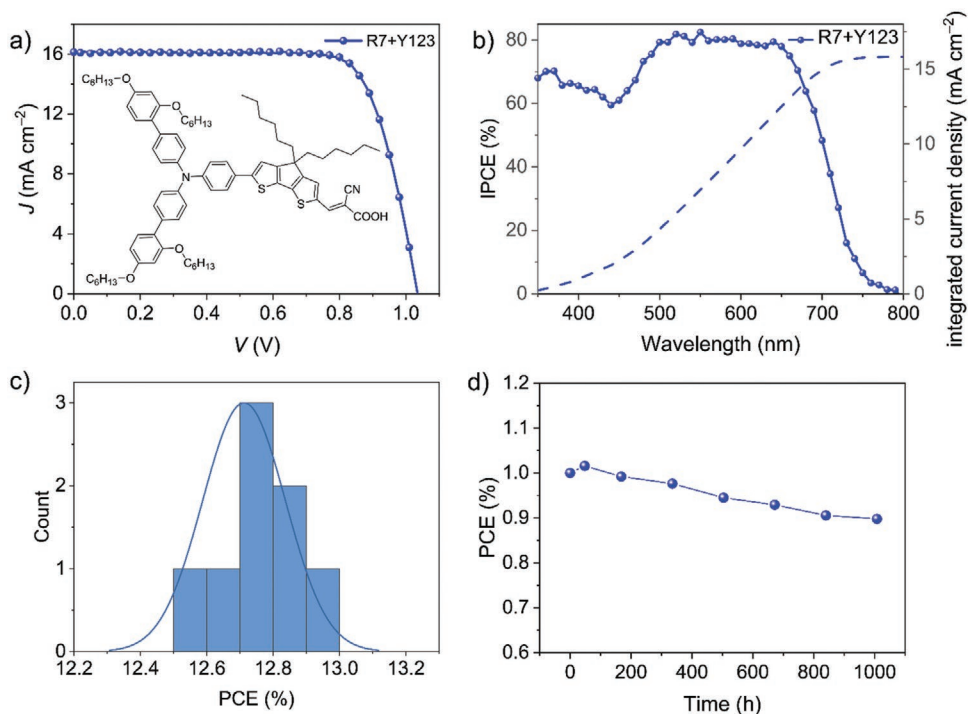 a)
R7+Y123
16
12
8
4
0
J (mA cm⁻²)
0.0 0.2 0.4 0.6 0.8 1.0
V (V)
C₆H₁₃-O
O
C₆H₁₃
N
S
S
CN
COOH
O
C₆H₁₃
C₆H₁₃-O
b)
R7+Y123
80
60
40
20
0
IPCE (%)
20
15
10
5
0
integrated current density (mA cm⁻²)
400 500 600 700 800
Wavelength (nm)
c)
3
2
1
0
Count
12.2 12.4 12.6 12.8 13.0 13.2
PCE (%)
d)
1.2
1.1
1.0
0.9
0.8
0.7
0.6
PCE (%)
0 200 400 600 800 1000
Time (h)